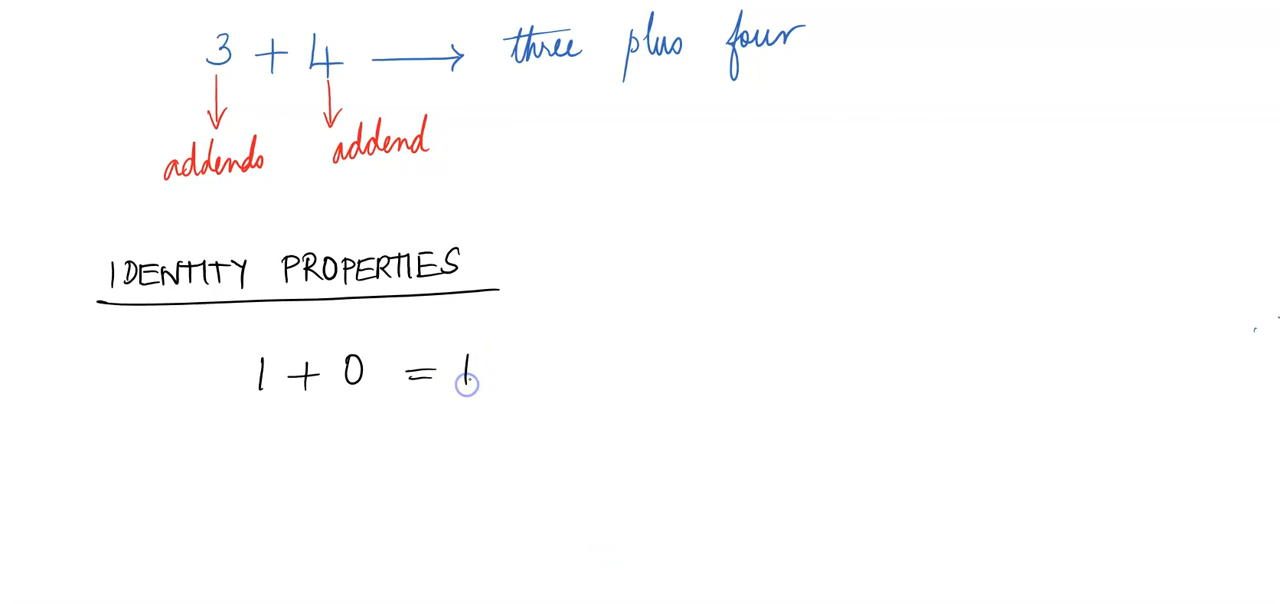 3 + 4 → three plus four
addends addend
IDENTITY PROPERTIES
1 + 0 = 1